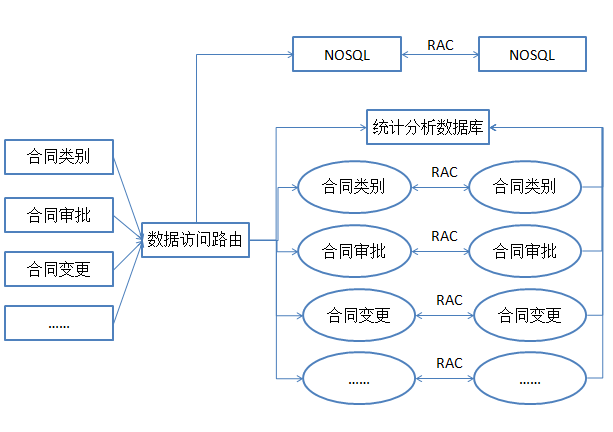 NOSQL
RAC
NOSQL
统计分析数据库
合同类别
合同审批
合同变更
……
数据访问路由
合同类别
RAC
合同类别
合同审批
RAC
合同审批
合同变更
RAC
合同变更
……
RAC
……